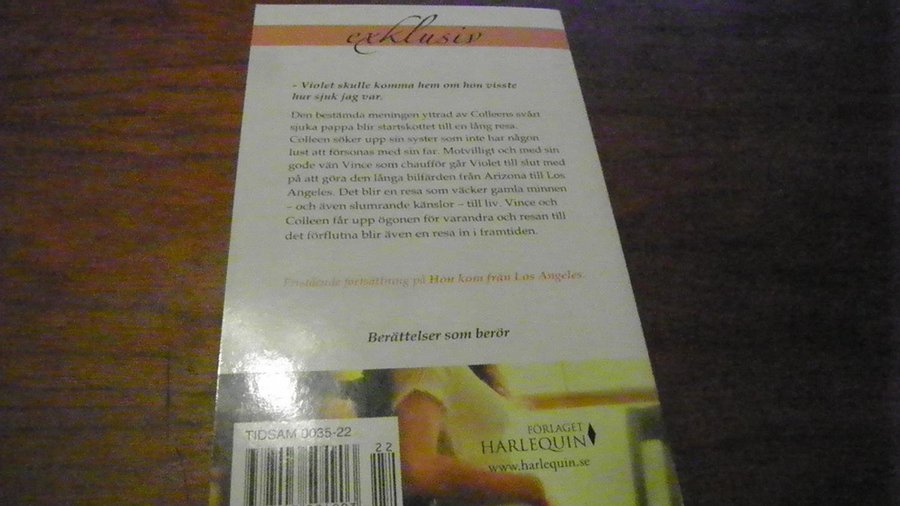 exklusiv
- Violet skulle komma hem om hon visste
hur sjuk jag var.
Den bestämda meningen yttrad av Colleens svårt
sjuka pappa blir startskottet till en lång resa.
Colleen söker upp sin syster som inte har någon
lust att försonas med sin far. Motvilligt och med sin
gode vän Vince som chaufför går Violet till slut med
på att göra den långa bilfärden från Arizona till Los
Angeles. Det blir en resa som väcker gamla minnen
– och även slumrande känslor – till liv. Vince och
Colleen får upp ögonen för varandra och resan till
det förflutna blir även en resa in i framtiden.
Fristående fortsättning på Hon kom från Los Angeles.
Berättelser som berör
FÖRLAGET
HARLEQUIN
www.harlequin.se
TIDSAM 0035-22
22